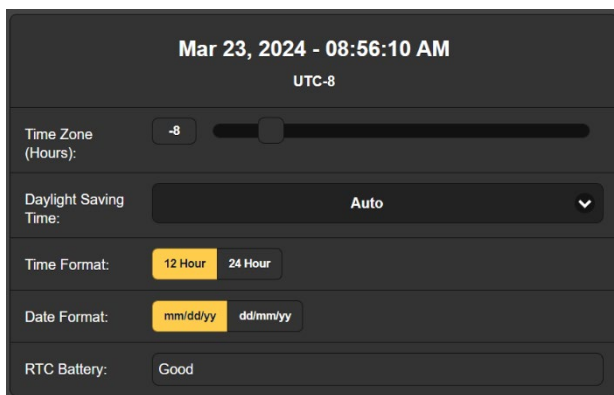 Mar 23, 2024 - 08:56:10 AM
UTC-8
Time Zone
(Hours):
-8
Daylight Saving
Time:
Auto
Time Format:
12 Hour
24 Hour
Date Format:
mm/dd/yy
dd/mm/yy
RTC Battery:
Good